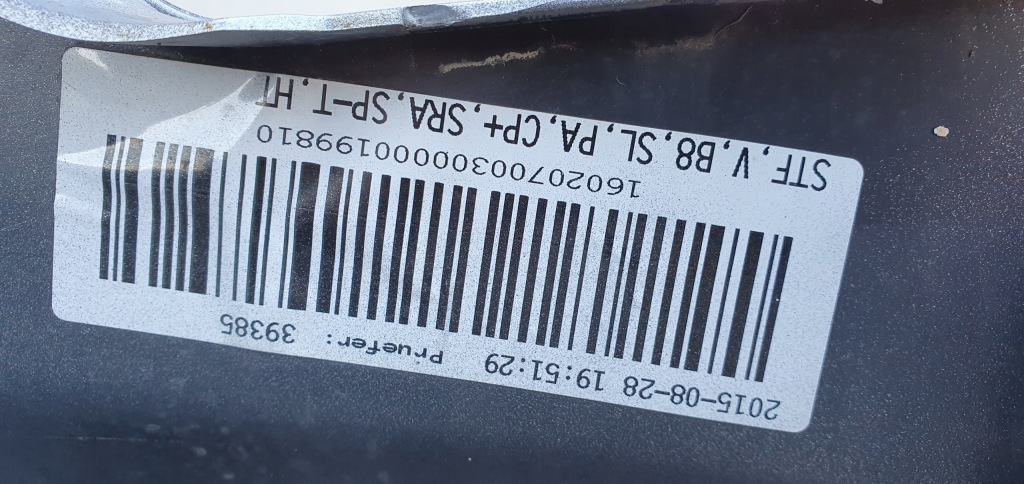 2015-08-28 19:51:29 Pruefer: 39385
16020700300000199810
STF,V,B8,SL,PA,CP+,SRA,SP-T,HT